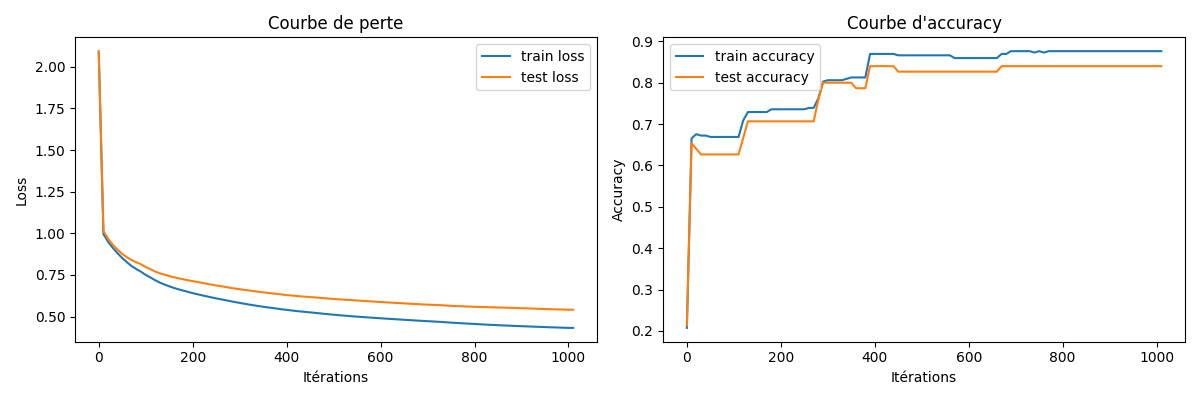 Courbe de perte
2.00
1.75
1.50
1.25
1.00
0.75
0.50
Loss
0 200 400 600 800 1000
Itérations
train loss
test loss
Courbe d'accuracy
0.9
0.8
0.7
0.6
0.5
0.4
0.3
0.2
Accuracy
0 200 400 600 800 1000
Itérations
train accuracy
test accuracy